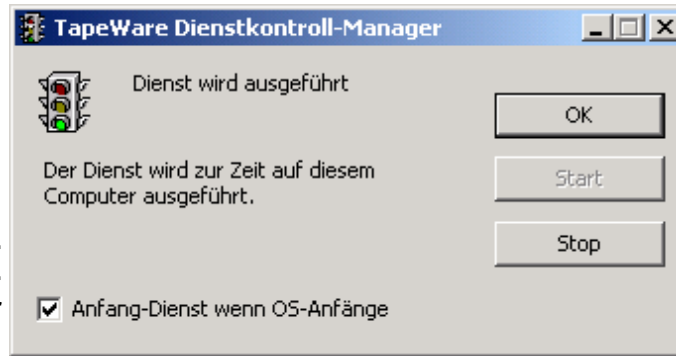 TapeWare Dienstkontroll-Manager
Dienst wird ausgeführt
OK
Der Dienst wird zur Zeit auf diesem
Computer ausgeführt.
Start
Stop
Anfang-Dienst wenn OS-Anfänge